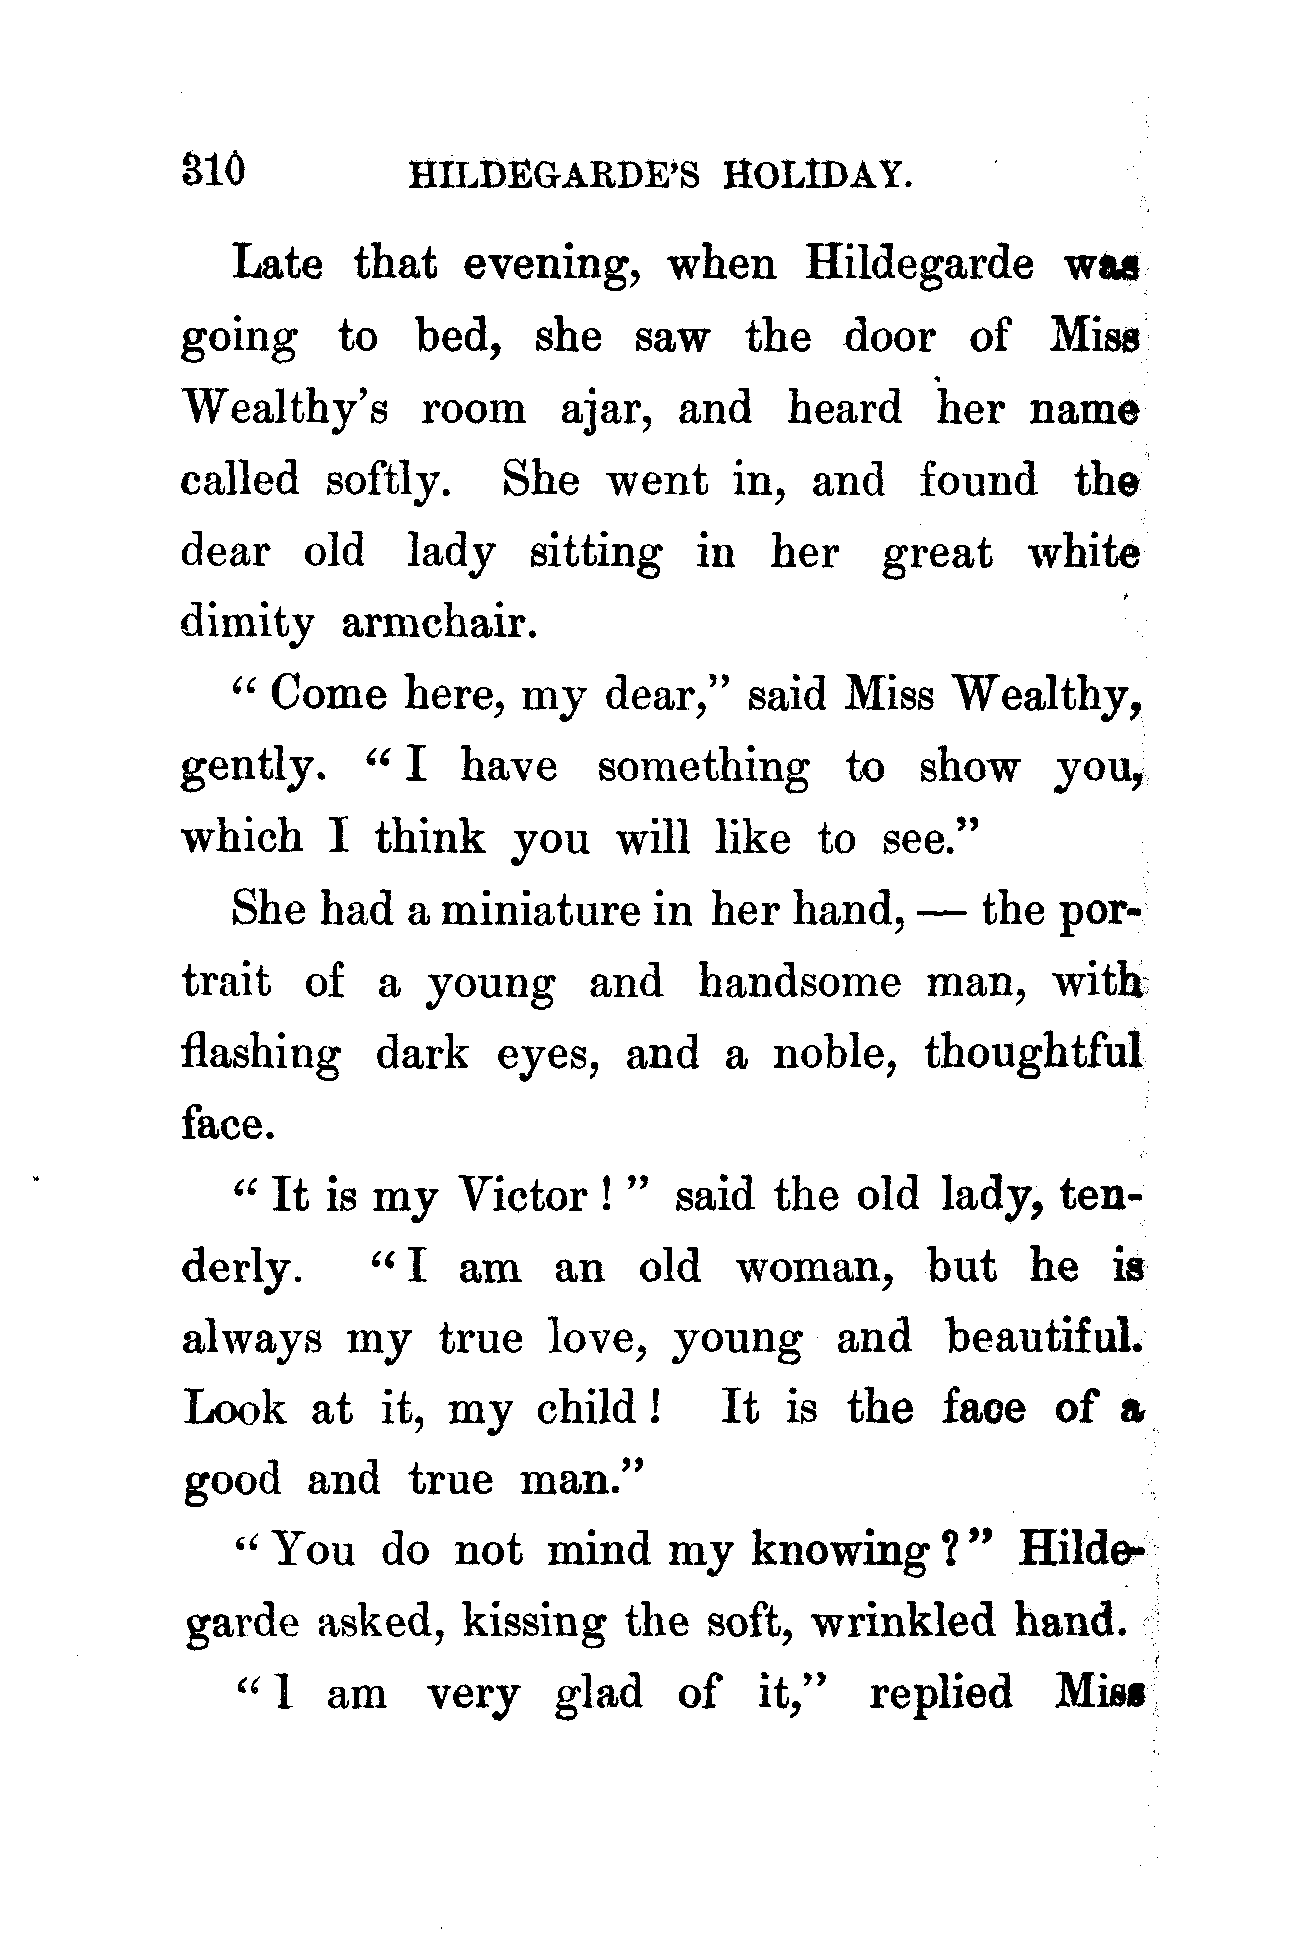 310 HILDEGARDE'S HOLIDAY.
Late that evening, when Hildegarde was
going to bed, she saw the door of Miss
Wealthy's room ajar, and heard her name
called softly. She went in, and found the
dear old lady sitting in her great white
dimity armchair.
"Come here, my dear," said Miss Wealthy,
gently. "I have something to show you,
which I think you will like to see."
She had a miniature in her hand, — the por-
trait of a young and handsome man, with
flashing dark eyes, and a noble, thoughtful
face.
"It is my Victor!" said the old lady, ten-
derly. "I am an old woman, but he is
always my true love, young and beautiful.
Look at it, my child! It is the face of a
good and true man."
"You do not mind my knowing?" Hilde-
garde asked, kissing the soft, wrinkled hand.
"I am very glad of it," replied Miss